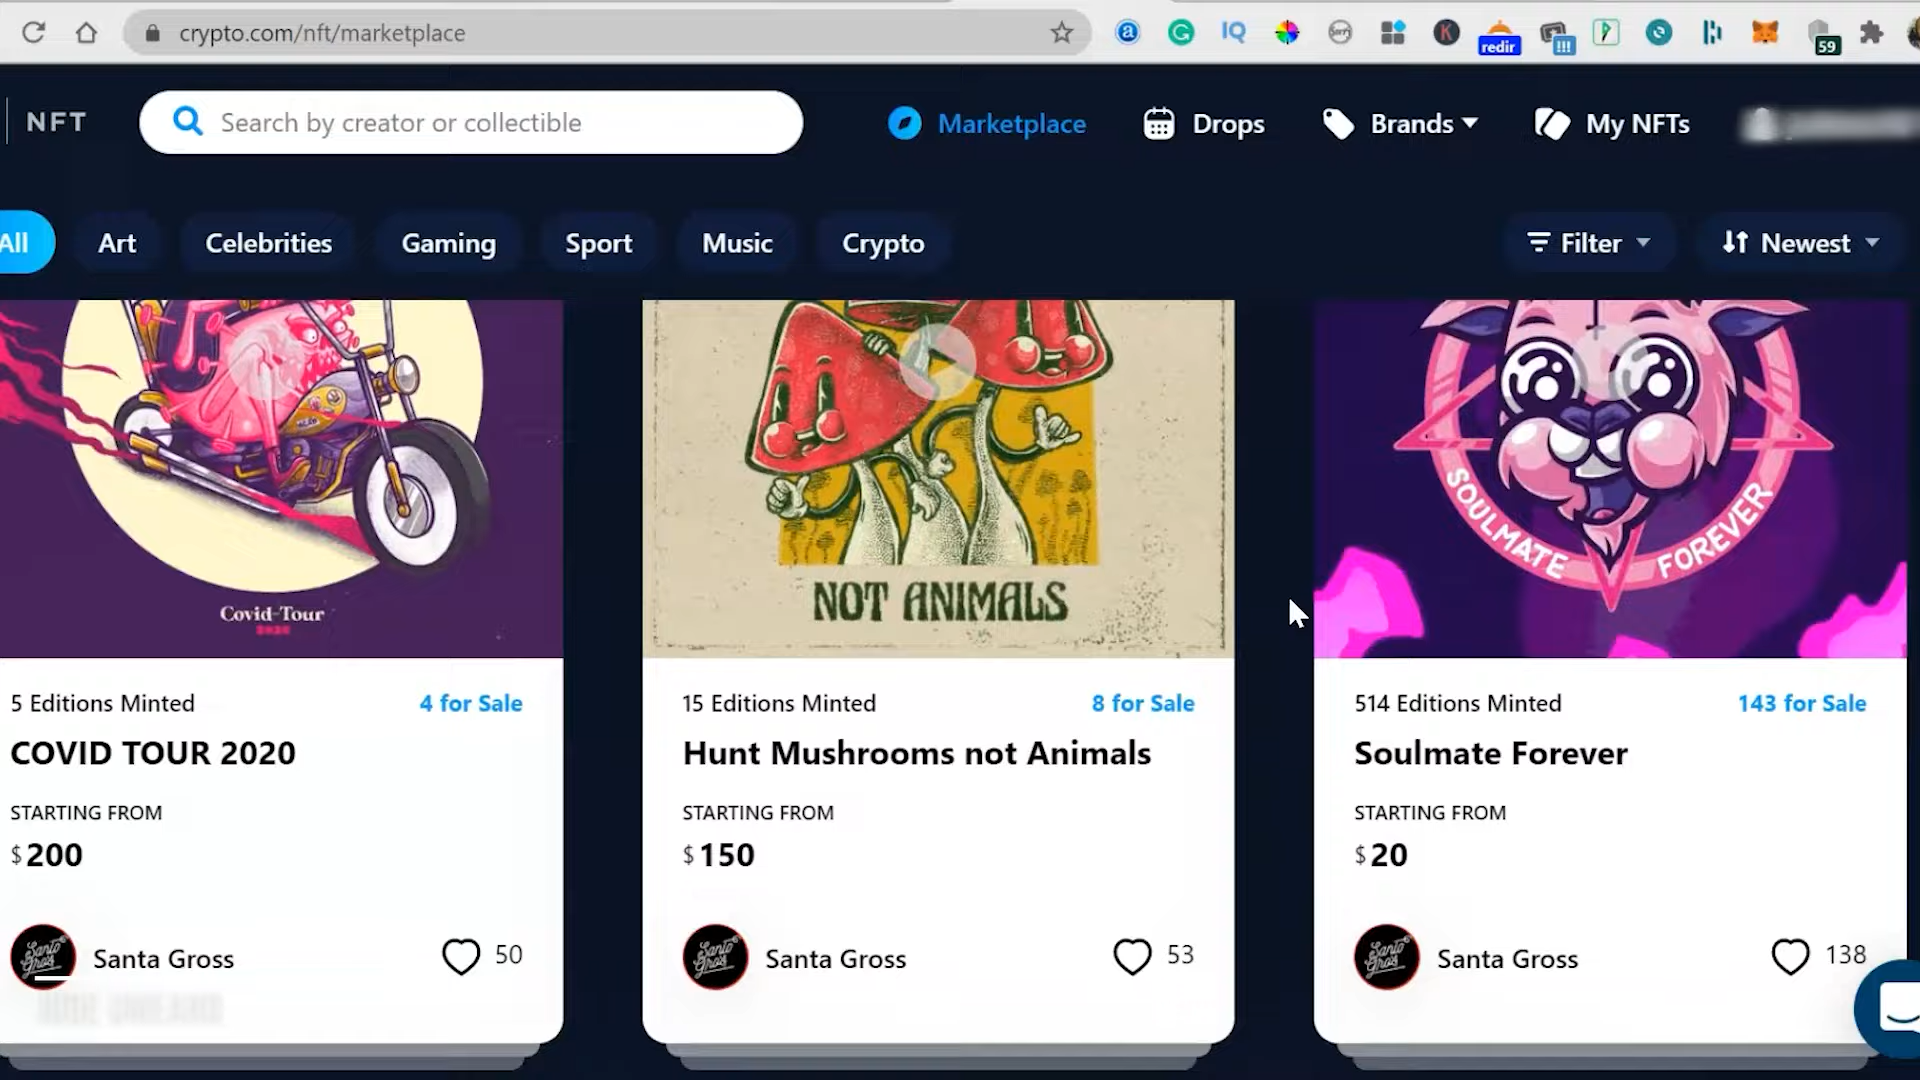 crypto.com/nft/marketplace
IQ
redir
!!!
59
NFT
Search by creator or collectible
Marketplace
Drops
Brands
My NFTs
All
Art
Celebrities
Gaming
Sport
Music
Crypto
Filter
Newest
Covid-Tour
2020
NOT ANIMALS
SOULMATE FOREVER
5 Editions Minted
4 for Sale
COVID TOUR 2020
STARTING FROM
$200
Santa Gross
50
15 Editions Minted
8 for Sale
Hunt Mushrooms not Animals
STARTING FROM
$150
Santa Gross
53
514 Editions Minted
143 for Sale
Soulmate Forever
STARTING FROM
$20
Santa Gross
138